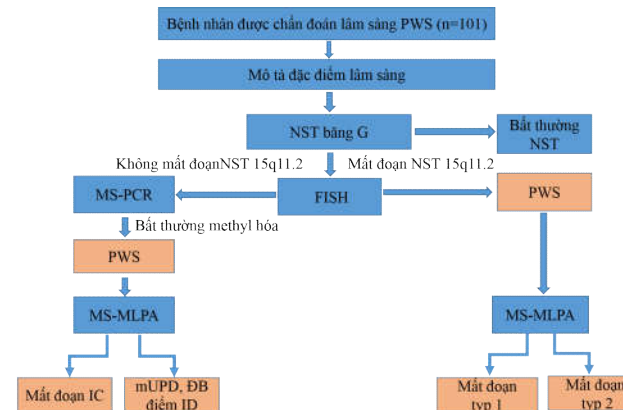 Bệnh nhân được chẩn đoán lâm sàng PWS (n=101)
Mô tả đặc điểm lâm sàng
NST băng G
Bất thường
NST
Không mất đoạnNST 15q11.2
Mất đoạn NST 15q11.2
MS-PCR
FISH
PWS
Bất thường methyl hóa
PWS
MS-MLPA
MS-MLPA
Mất đoạn IC
mUPD, ĐB
điểm ID
Mất đoạn
typ 1
Mất đoạn
typ 2